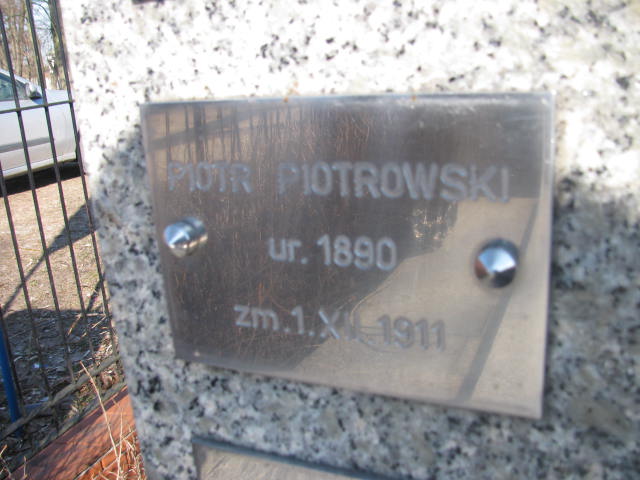 PIOTR PIOTROWSKI
ur. 1890
zm. 1. XI. 1911